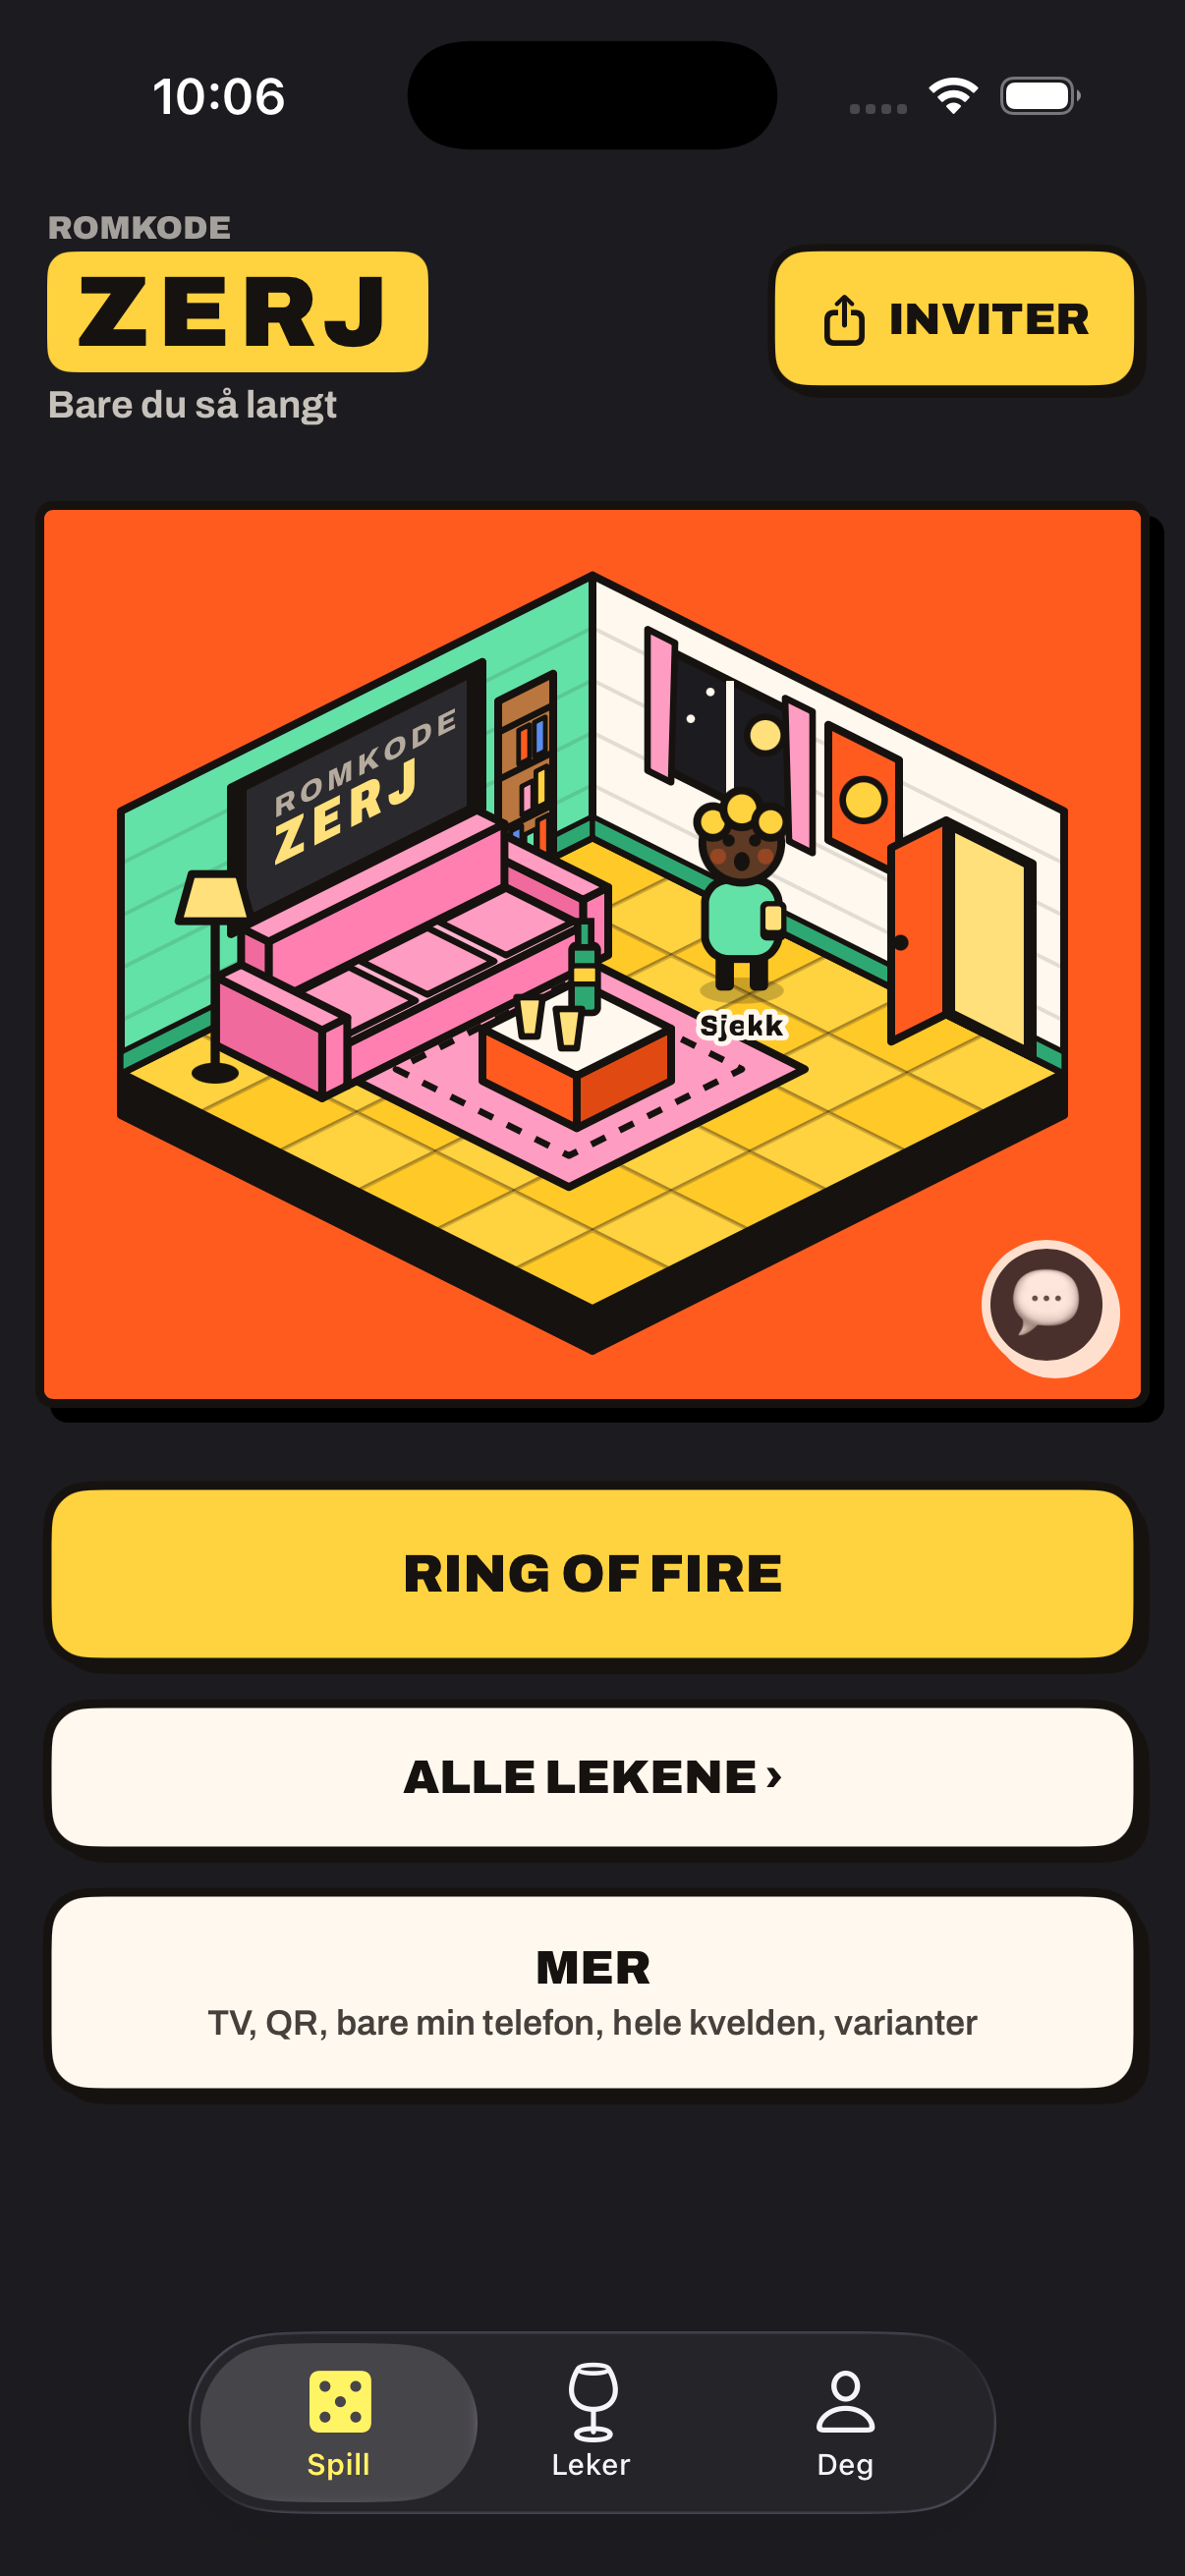 10:06
ROMKODE
ZERJ
INVITER
Bare du så langt
ROMKODE
ZERJ
Sjekk
RING OF FIRE
ALLE LEKENE ›
MER
TV, QR, bare min telefon, hele kvelden, varianter
Spill
Leker
Deg